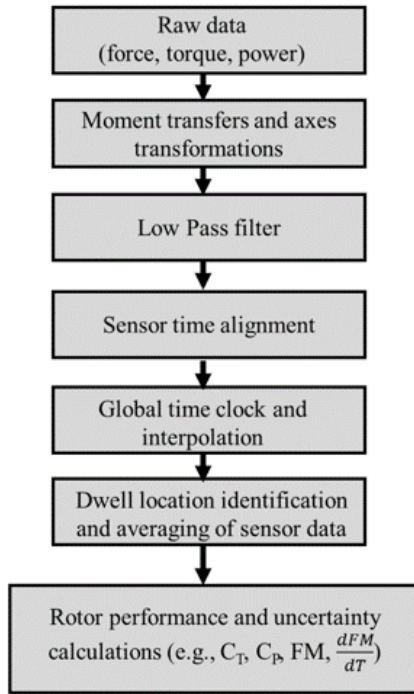 Raw data
(force, torque, power)
Moment transfers and axes
transformations
Low Pass filter
Sensor time alignment
Global time clock and
interpolation
Dwell location identification
and averaging of sensor data
Rotor performance and uncertainty
calculations (e.g., C_T, C_P, FM, dFM/dT)